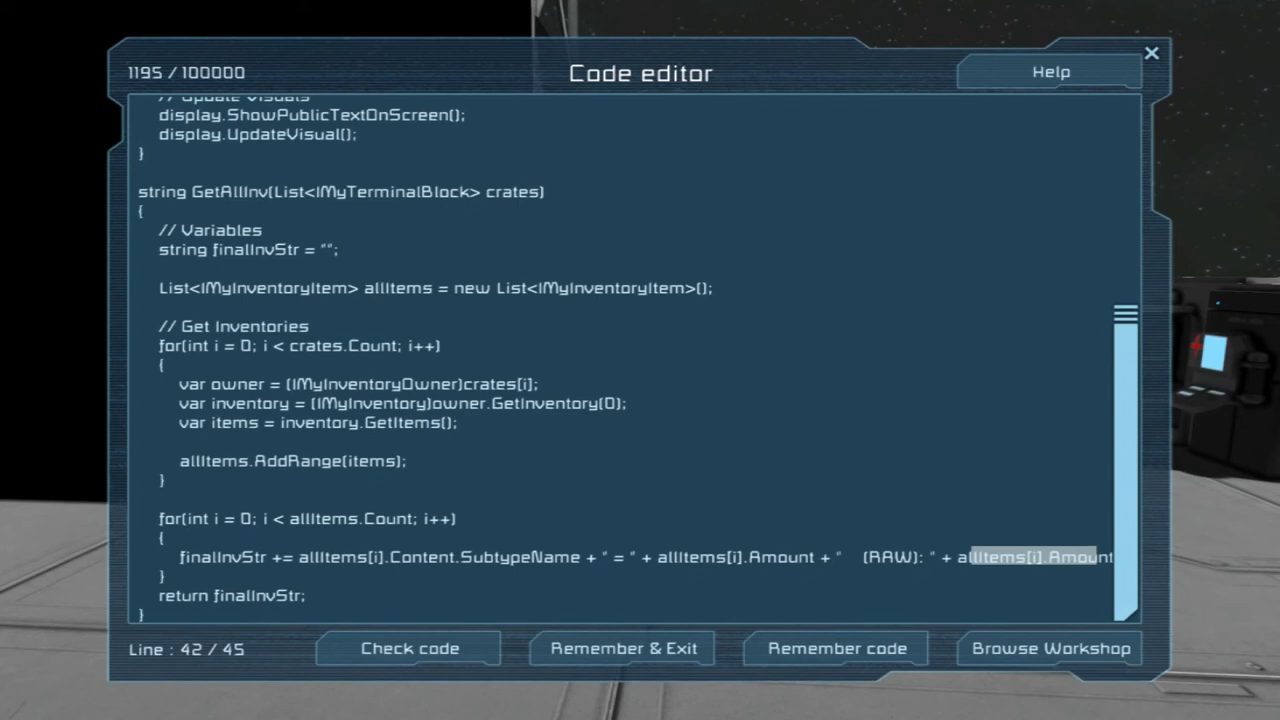 1195 / 100000
Code editor
Help
// Update Visuals
display.ShowPublicTextOnScreen();
display.UpdateVisual();
}
string GetAllInv(List<IMyTerminalBlock> crates)
{
// Variables
string finalInvStr = "";
List<IMyInventoryItem> allItems = new List<IMyInventoryItem>();
// Get Inventories
for(int i = 0; i < crates.Count; i++)
{
var owner = (IMyInventoryOwner)crates[i];
var inventory = (IMyInventory)owner.GetInventory(0);
var items = inventory.GetItems();
allItems.AddRange(items);
}
for(int i = 0; i < allItems.Count; i++)
{
finalInvStr += allItems[i].Content.SubtypeName + " = " + allItems[i].Amount + "   (RAW): " + allItems[i].Amount
}
return finalInvStr;
}
Line : 42 / 45
Check code
Remember & Exit
Remember code
Browse Workshop